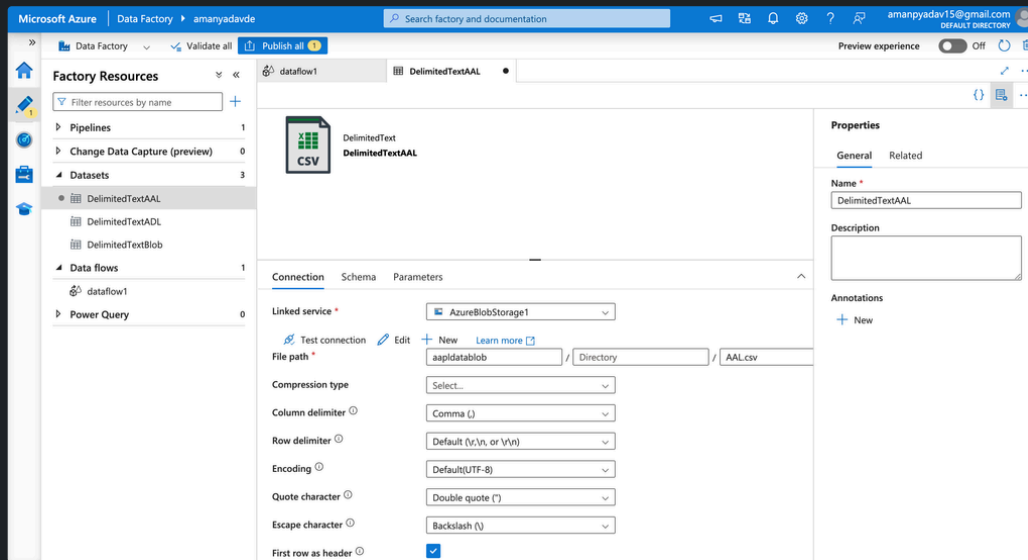 Microsoft Azure
Data Factory
amanyadavde
Search factory and documentation
amanpyadav15@gmail.com
DEFAULT DIRECTORY
Data Factory
Validate all
Publish all 1
Preview experience
Off
1
Factory Resources
Filter resources by name
Pipelines 1
Change Data Capture (preview) 0
Datasets 3
DelimitedTextAAL
DelimitedTextADL
DelimitedTextBlob
Data flows 1
dataflow1
Power Query 0
dataflow1
DelimitedTextAAL
CSV
DelimitedText
DelimitedTextAAL
Connection
Schema
Parameters
Linked service *
AzureBlobStorage1
Test connection
Edit
New
Learn more
File path *
aapldatablob / Directory / AAL.csv
Compression type
Select...
Column delimiter
Comma (,)
Row delimiter
Default (\r,\n, or \r\n)
Encoding
Default(UTF-8)
Quote character
Double quote (")
Escape character
Backslash (\)
First row as header
Properties
General
Related
Name *
DelimitedTextAAL
Description
Annotations
New